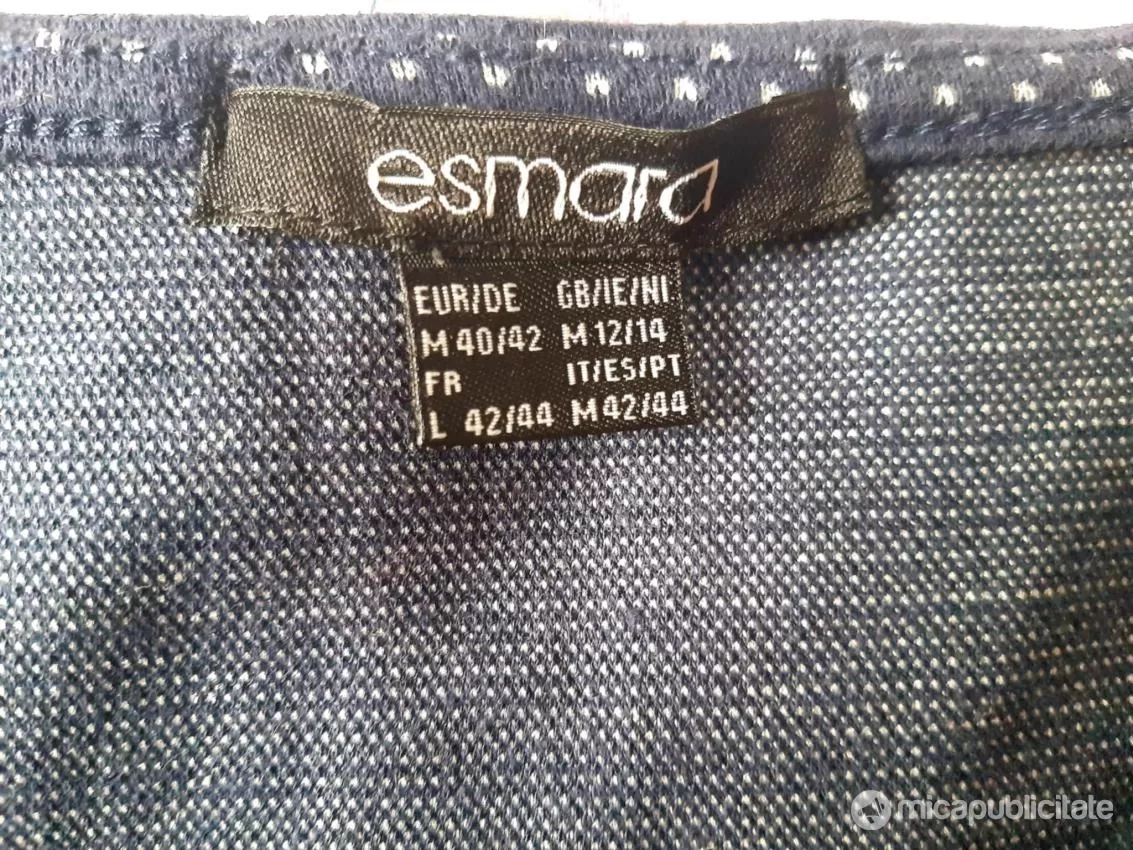 esmara
EUR/DE GB/IE/NI
M 40/42 M 12/14
FR IT/ES/PT
L 42/44 M 42/44
micapublicitate